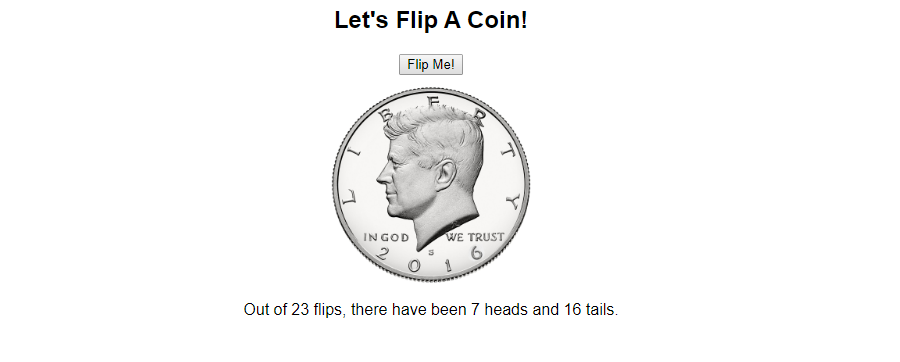 Let's Flip A Coin!
Flip Me!
LIBERTY
IN GOD WE TRUST
S
2016
Out of 23 flips, there have been 7 heads and 16 tails.